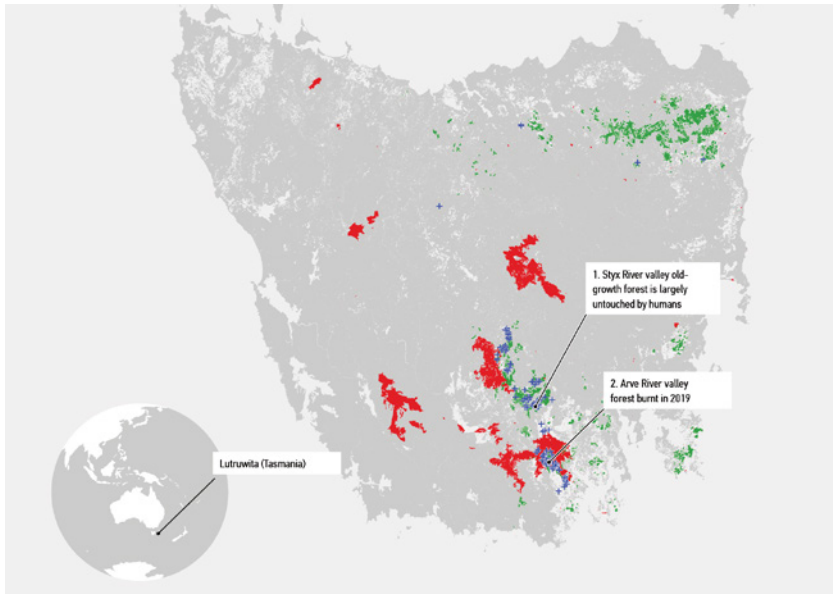 1. Styx River valley old-
growth forest is largely
untouched by humans
2. Arve River valley
forest burnt in 2019
Lutruwita (Tasmania)